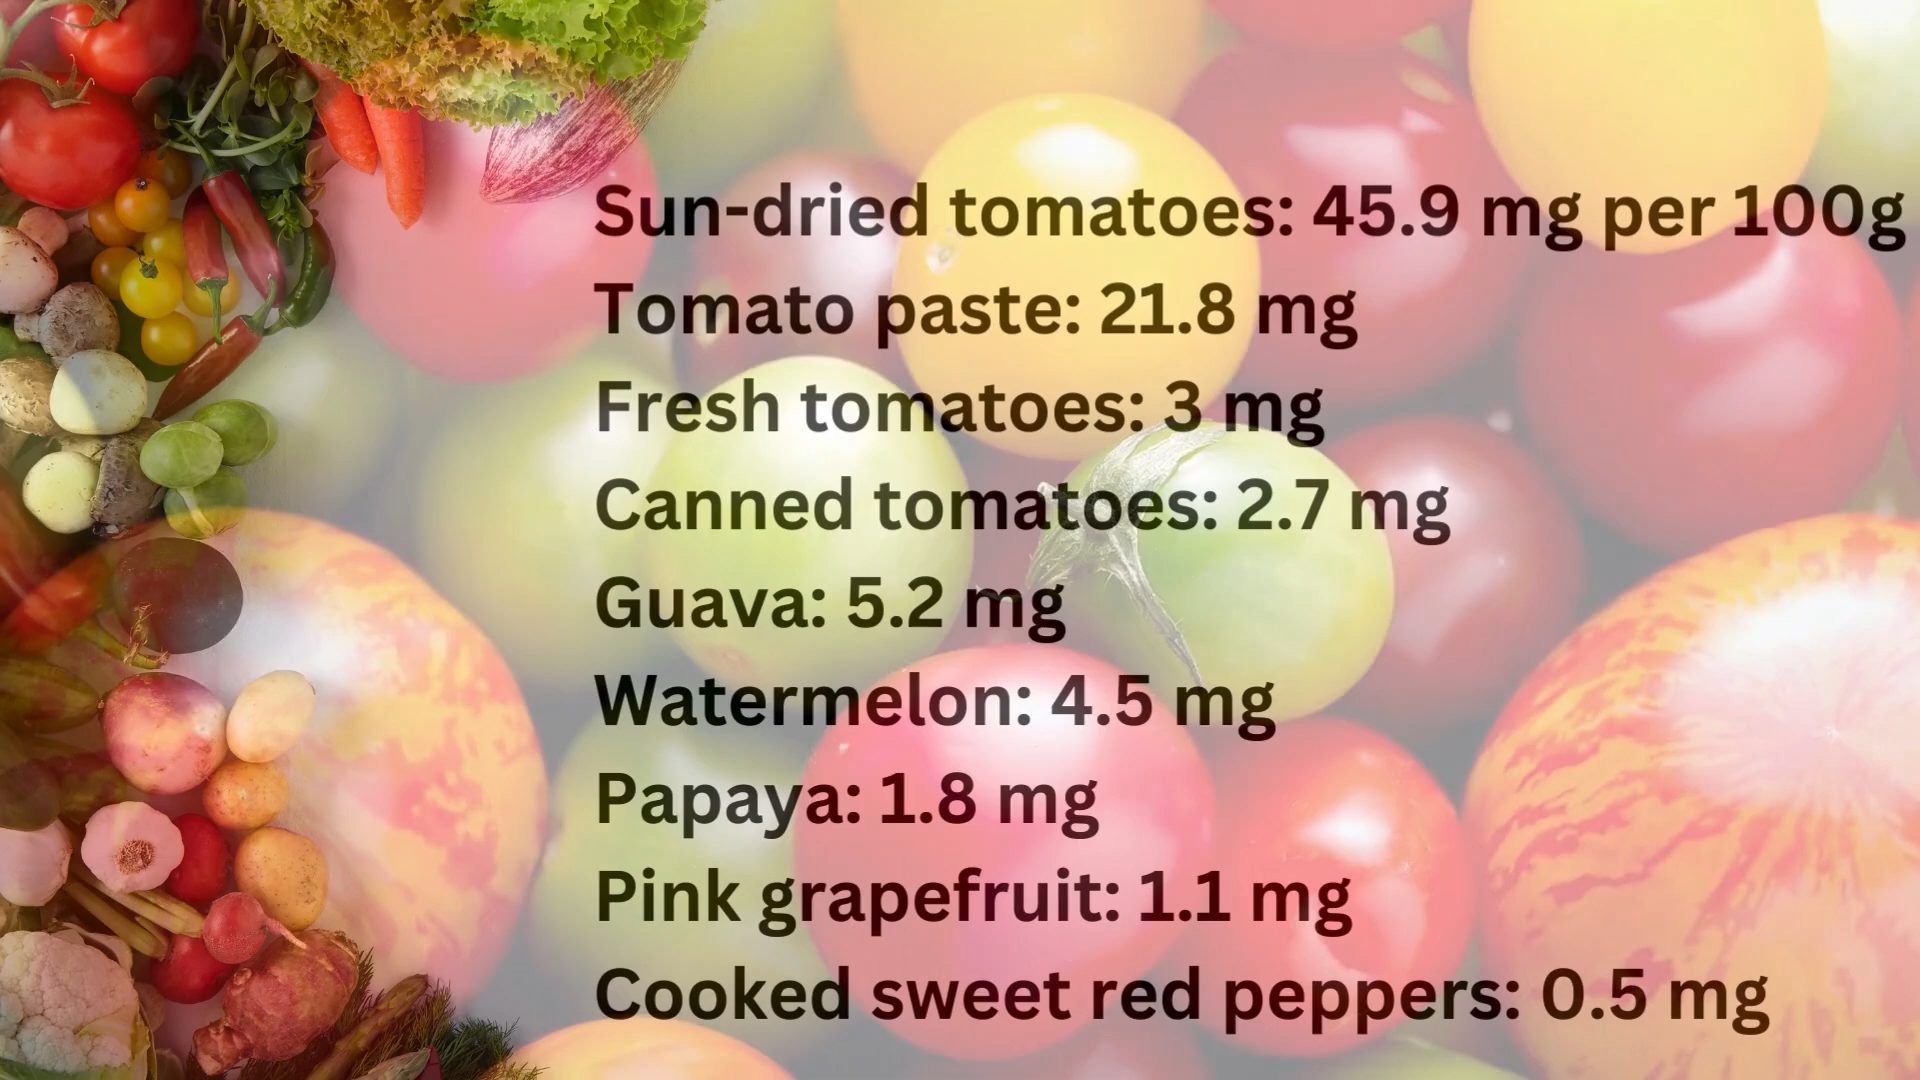 Sun-dried tomatoes: 45.9 mg per 100g
Tomato paste: 21.8 mg
Fresh tomatoes: 3 mg
Canned tomatoes: 2.7 mg
Guava: 5.2 mg
Watermelon: 4.5 mg
Papaya: 1.8 mg
Pink grapefruit: 1.1 mg
Cooked sweet red peppers: 0.5 mg